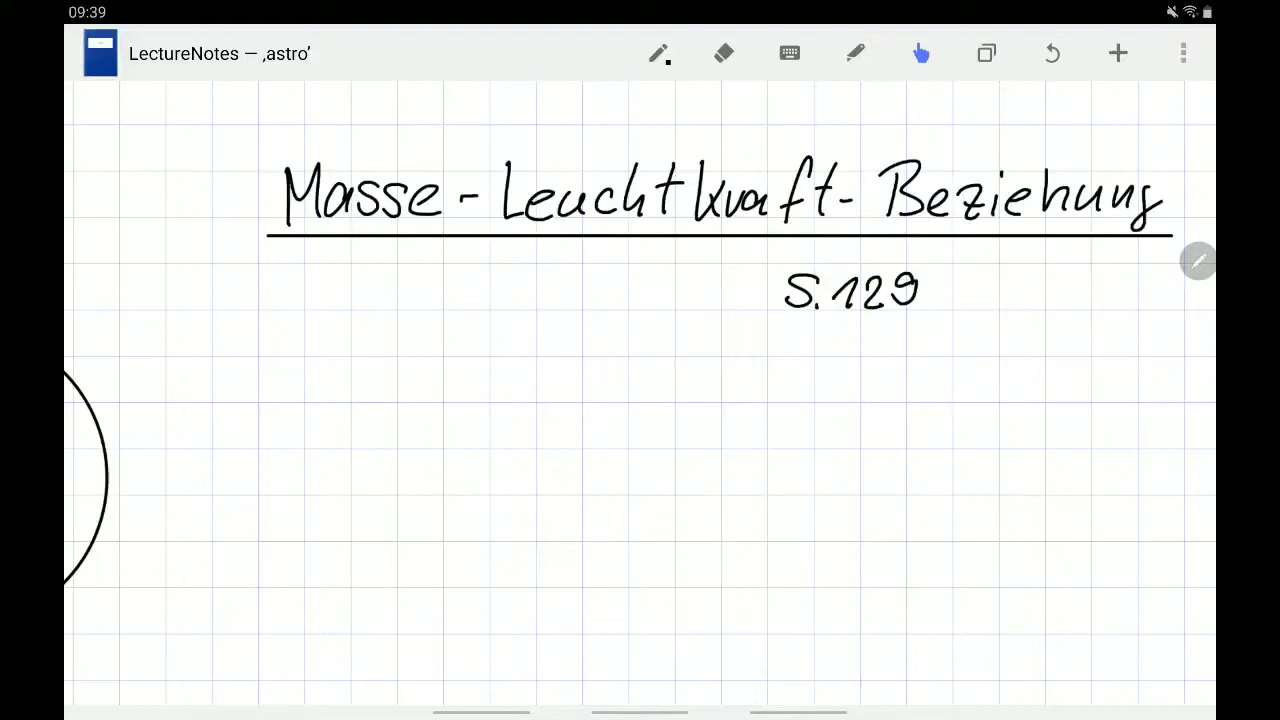 09:39
LectureNotes — ‚astro’
Masse-Leuchtkraft-Beziehung
S.129